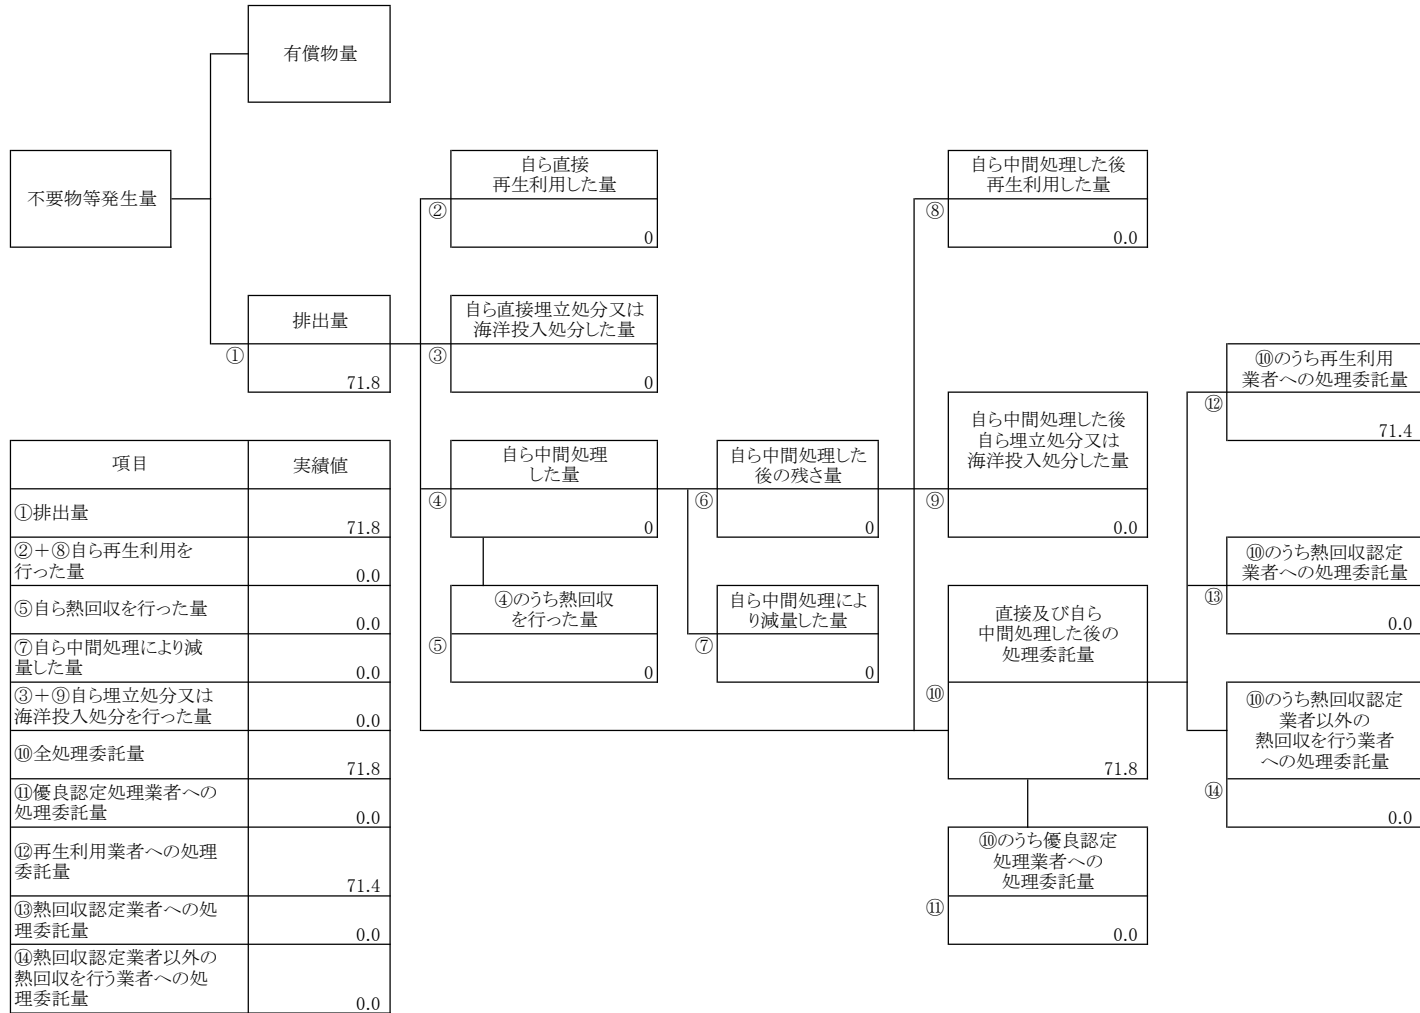 有償物量
不要物等発生量
自ら直接
再生利用した量
②
0
自ら中間処理した後
再生利用した量
⑧
0.0
排出量
①
71.8
自ら直接埋立処分又は
海洋投入処分した量
③
0
⑩のうち再生利用
業者への処理委託量
⑫
71.4
自ら中間処理
した量
④
0
自ら中間処理した
後の残さ量
⑥
0
自ら中間処理した後
自ら埋立処分又は
海洋投入処分した量
⑨
0.0
⑩のうち熱回収認定
業者への処理委託量
⑬
0.0
④のうち熱回収
を行った量
⑤
0
自ら中間処理によ
り減量した量
⑦
0
直接及び自ら
中間処理した後の
処理委託量
⑩
71.8
⑩のうち熱回収認定
業者以外の
熱回収を行う業者
への処理委託量
⑭
0.0
⑩のうち優良認定
処理業者への
処理委託量
⑪
0.0
項目 実績値
①排出量
71.8
②+⑧自ら再生利用を
行った量
0.0
⑤自ら熱回収を行った量
0.0
⑦自ら中間処理により減
量した量
0.0
③+⑨自ら埋立処分又は
海洋投入処分を行った量
0.0
⑩全処理委託量
71.8
⑪優良認定処理業者への
処理委託量
0.0
⑫再生利用業者への処理
委託量
71.4
⑬熱回収認定業者への処
理委託量
0.0
⑭熱回収認定業者以外の
熱回収を行う業者への処
理委託量
0.0